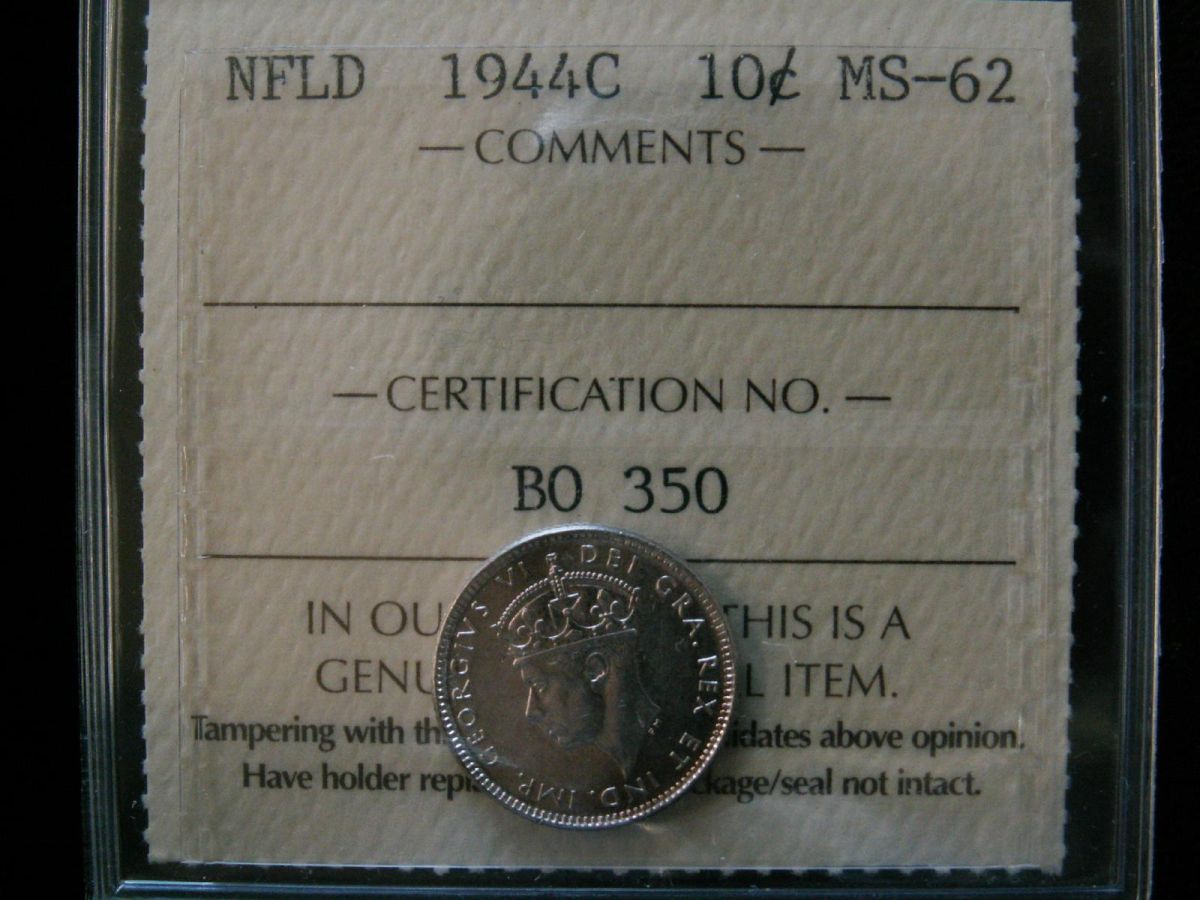 NFLD 1944C 10¢ MS-62
— COMMENTS —
— CERTIFICATION NO. —
BO 350
IN OU HIS IS A
GENU L ITEM.
Tampering with th idates above opinion.
Have holder repl ckage/seal not intact.
GEORGIVS VI DEI GRA. REX ET IND. IMP.